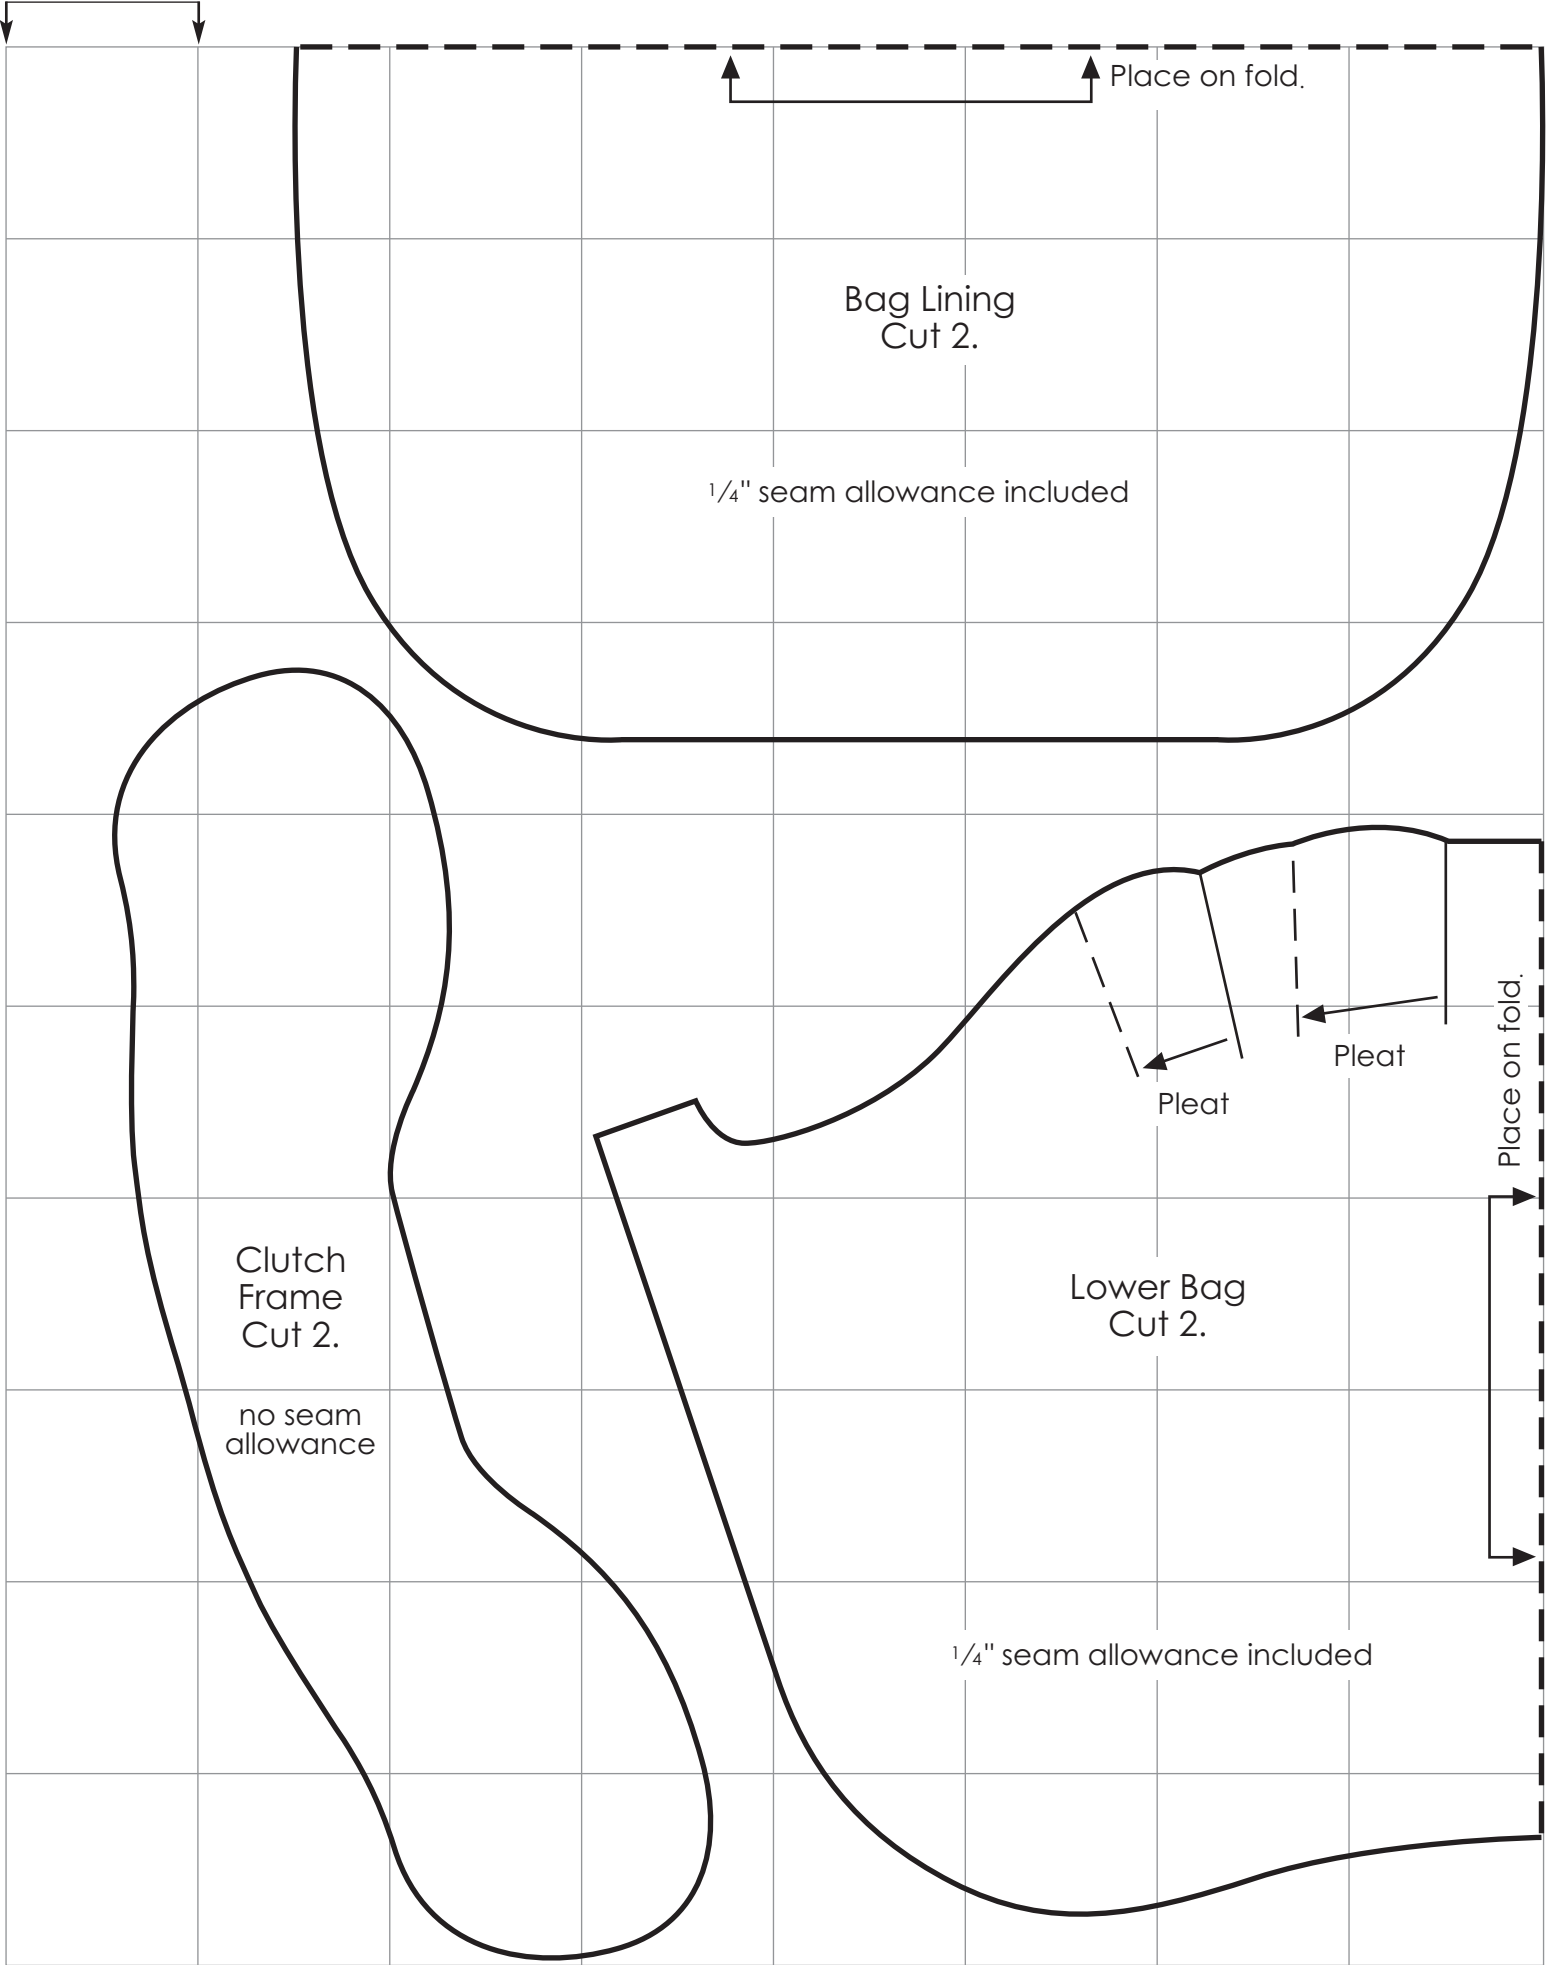 Place on fold.
Bag Lining
Cut 2.
1/4" seam allowance included
Place on fold.
Pleat
Pleat
Clutch
Frame
Cut 2.
no seam
allowance
Lower Bag
Cut 2.
1/4" seam allowance included